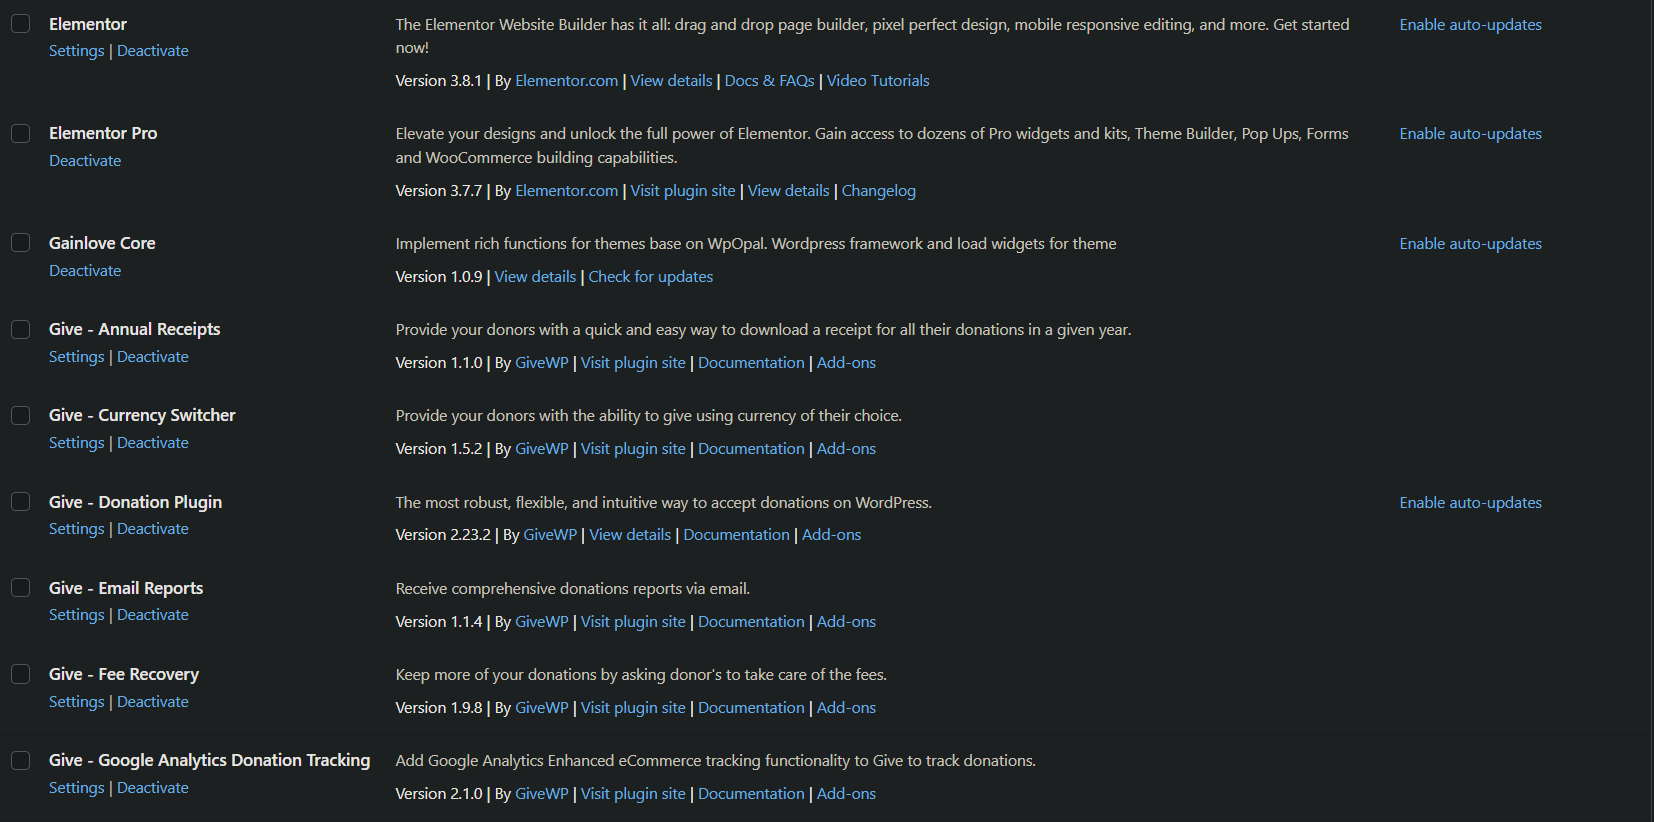 Elementor
Settings | Deactivate
The Elementor Website Builder has it all: drag and drop page builder, pixel perfect design, mobile responsive editing, and more. Get started
now!
Version 3.8.1 | By Elementor.com | View details | Docs & FAQs | Video Tutorials
Enable auto-updates
Elementor Pro
Deactivate
Elevate your designs and unlock the full power of Elementor. Gain access to dozens of Pro widgets and kits, Theme Builder, Pop Ups, Forms
and WooCommerce building capabilities.
Version 3.7.7 | By Elementor.com | Visit plugin site | View details | Changelog
Enable auto-updates
Gainlove Core
Deactivate
Implement rich functions for themes base on WpOpal. Wordpress framework and load widgets for theme
Version 1.0.9 | View details | Check for updates
Enable auto-updates
Give - Annual Receipts
Settings | Deactivate
Provide your donors with a quick and easy way to download a receipt for all their donations in a given year.
Version 1.1.0 | By GiveWP | Visit plugin site | Documentation | Add-ons
Give - Currency Switcher
Settings | Deactivate
Provide your donors with the ability to give using currency of their choice.
Version 1.5.2 | By GiveWP | Visit plugin site | Documentation | Add-ons
Give - Donation Plugin
Settings | Deactivate
The most robust, flexible, and intuitive way to accept donations on WordPress.
Version 2.23.2 | By GiveWP | View details | Documentation | Add-ons
Enable auto-updates
Give - Email Reports
Settings | Deactivate
Receive comprehensive donations reports via email.
Version 1.1.4 | By GiveWP | Visit plugin site | Documentation | Add-ons
Give - Fee Recovery
Settings | Deactivate
Keep more of your donations by asking donor's to take care of the fees.
Version 1.9.8 | By GiveWP | Visit plugin site | Documentation | Add-ons
Give - Google Analytics Donation Tracking
Settings | Deactivate
Add Google Analytics Enhanced eCommerce tracking functionality to Give to track donations.
Version 2.1.0 | By GiveWP | Visit plugin site | Documentation | Add-ons